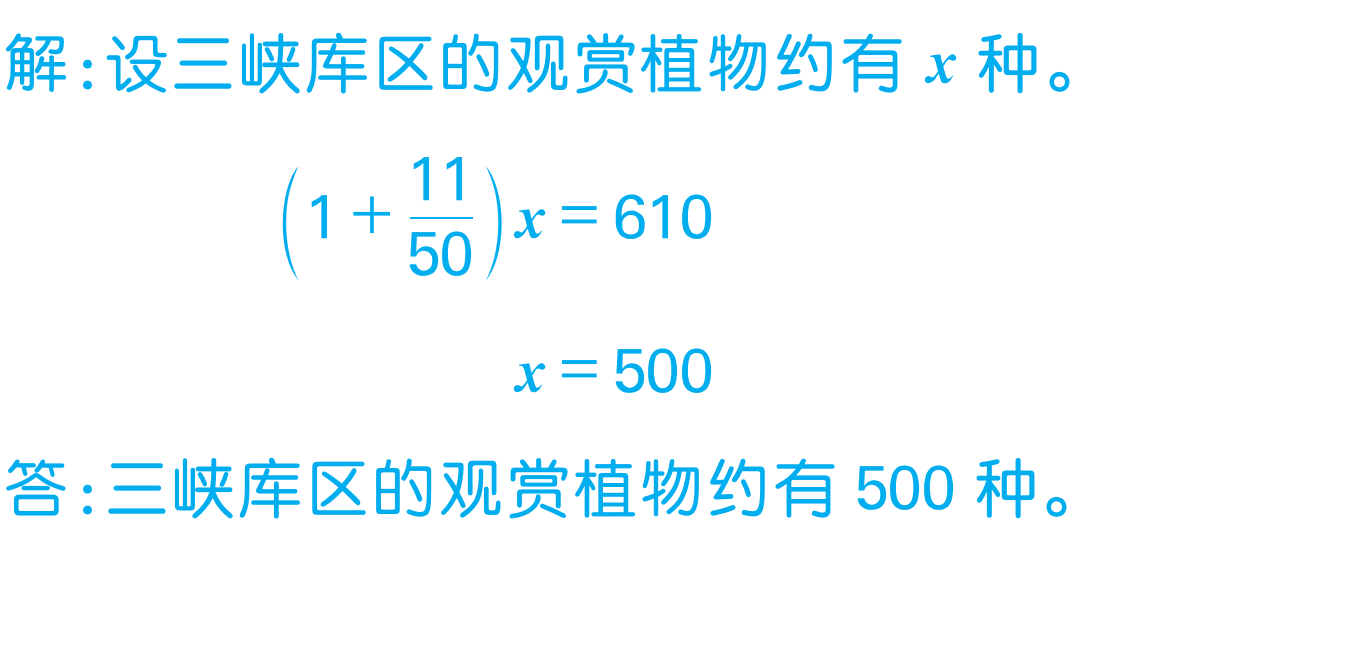 解:设三峡库区的观赏植物约有 x 种。
(1 + 11/50)x = 610
x = 500
答:三峡库区的观赏植物约有 500 种。